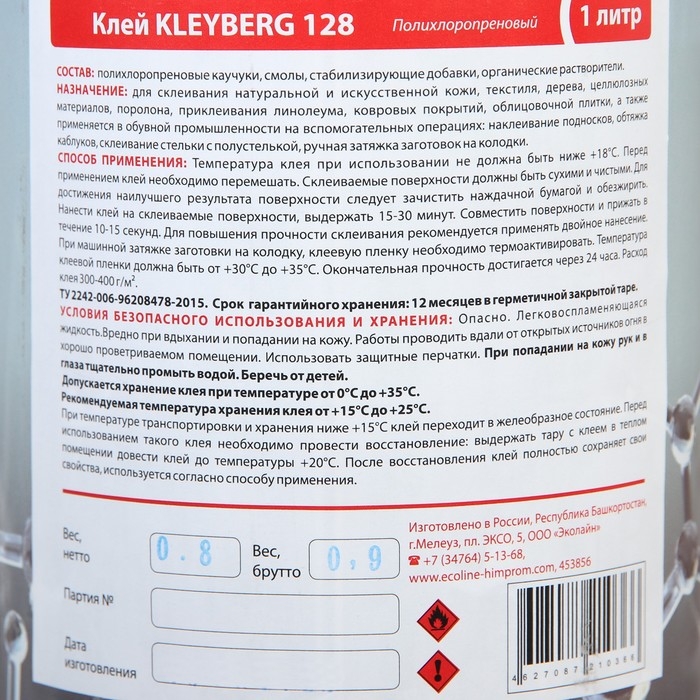 Клей KLEYBERG 128 Полихлоропреновый 1 литр
СОСТАВ: полихлоропреновые каучуки, смолы, стабилизирующие добавки, органические растворители.
НАЗНАЧЕНИЕ: для склеивания натуральной и искусственной кожи, текстиля, дерева, целлюлозных
материалов, поролона, приклеивания линолеума, ковровых покрытий, облицовочной плитки, а также
применяется в обувной промышленности на вспомогательных операциях: наклеивание подносков, обтяжка
каблуков, склеивание стельки с полустелькой, ручная затяжка заготовок на колодки.
СПОСОБ ПРИМЕНЕНИЯ: Температура клея при использовании не должна быть ниже +18°С. Перед
применением клей необходимо перемешать. Склеиваемые поверхности должны быть сухими и чистыми. Для
достижения наилучшего результата поверхности следует зачистить наждачной бумагой и обезжирить.
Нанести клей на склеиваемые поверхности, выдержать 15-30 минут. Совместить поверхности и прижать в
течение 10-15 секунд. Для повышения прочности склеивания рекомендуется применять двойное нанесение.
При машинной затяжке заготовки на колодку, клеевую пленку необходимо термоактивировать. Температура
клеевой пленки должна быть от +30°С до +35°С. Окончательная прочность достигается через 24 часа. Расход
клея 300-400 г/м².
ТУ 2242-006-96208478-2015. Срок гарантийного хранения: 12 месяцев в герметичной закрытой таре.
УСЛОВИЯ БЕЗОПАСНОГО ИСПОЛЬЗОВАНИЯ И ХРАНЕНИЯ: Опасно. Легковоспламеняющаяся
жидкость.Вредно при вдыхании и попадании на кожу. Работы проводить вдали от открытых источников огня в
хорошо проветриваемом помещении. Использовать защитные перчатки. При попадании на кожу рук и в
глаза тщательно промыть водой. Беречь от детей.
Допускается хранение клея при температуре от 0°С до +35°С.
Рекомендуемая температура хранения клея от +15°С до +25°С.
При температуре транспортировки и хранения ниже +15°С клей переходит в желеобразное состояние. Перед
использованием такого клея необходимо провести восстановление: выдержать тару с клеем в теплом
помещении довести клей до температуры +20°С. После восстановления клей полностью сохраняет свои
свойства, используется согласно способу применения.
Вес,
нетто
0.8
Вес,
брутто
0,9
Партия №
Дата
изготовления
Изготовлено в России, Республика Башкортостан,
г.Мелеуз, пл. ЭКСО, 5, ООО "Эколайн"
☎ +7 (34764) 5-13-68,
www.ecoline-himprom.com, 453856
4 627087 210386